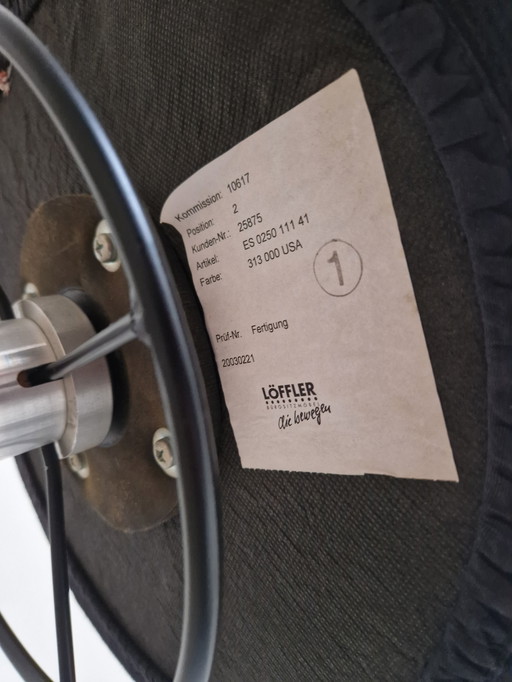 Kommission: 10617
Position: 2
Kunden-Nr.: 25875
Artikel: ES 0250 111 41
Farbe: 313 000 USA
1
Prüf-Nr. Fertigung
20030221
LÖFFLER
BÜROSITZMÖBEL
die bewegen